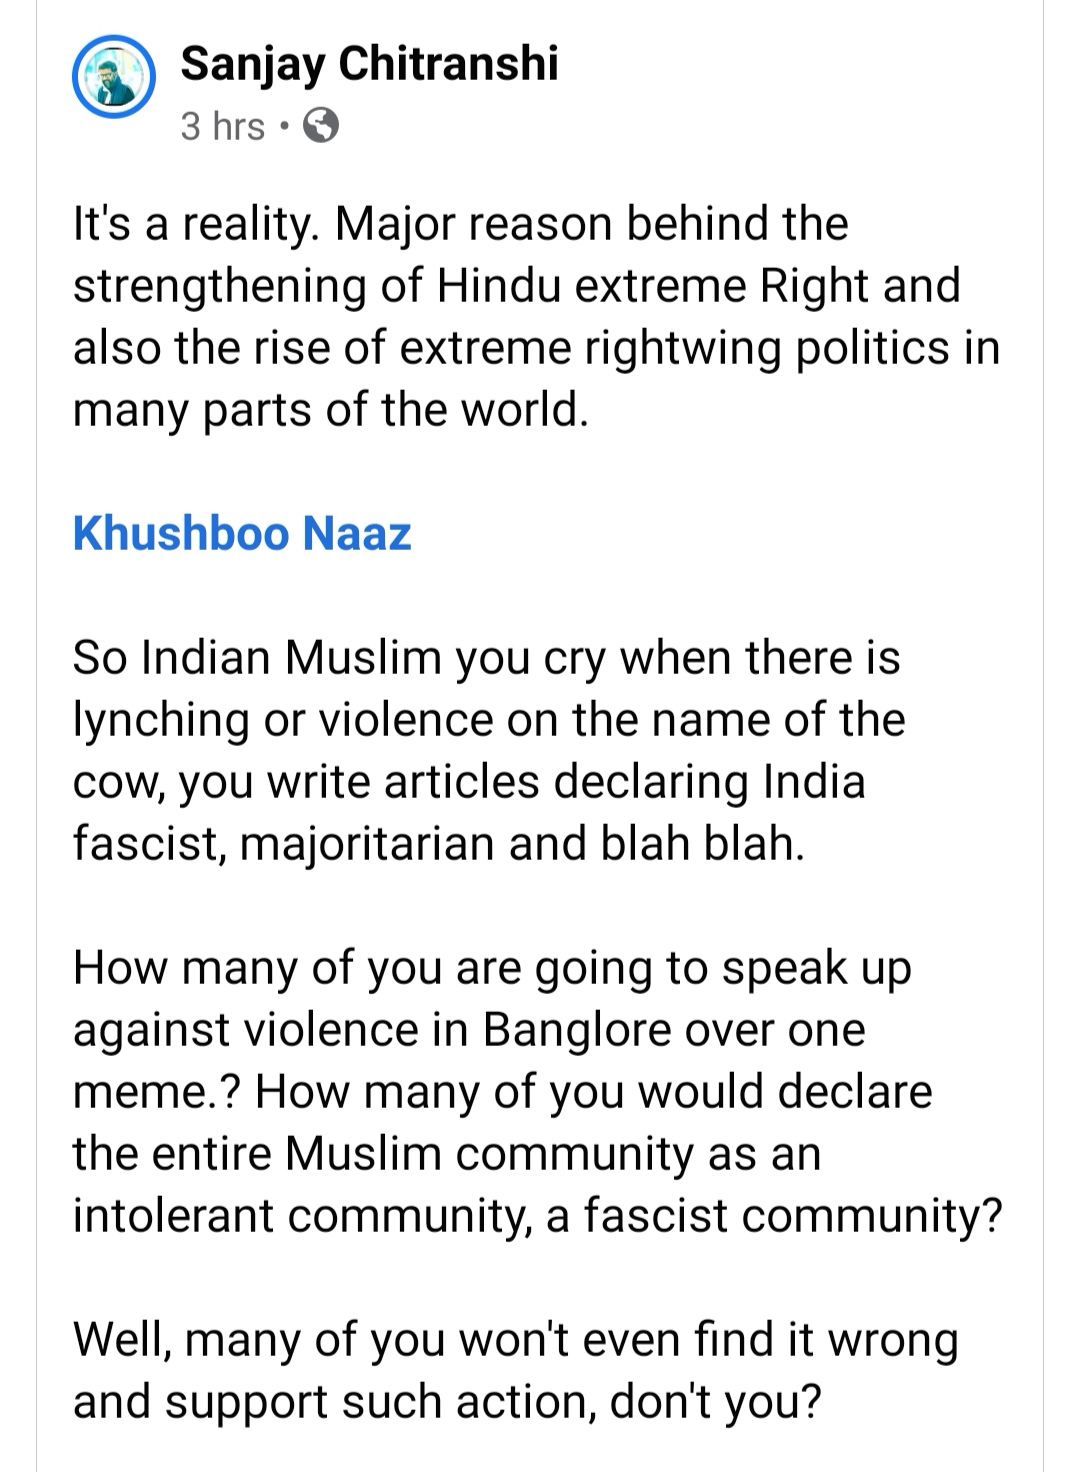 Sanjay Chitranshi
3 hrs •
It's a reality. Major reason behind the
strengthening of Hindu extreme Right and
also the rise of extreme rightwing politics in
many parts of the world.
Khushboo Naaz
So Indian Muslim you cry when there is
lynching or violence on the name of the
cow, you write articles declaring India
fascist, majoritarian and blah blah.
How many of you are going to speak up
against violence in Banglore over one
meme.? How many of you would declare
the entire Muslim community as an
intolerant community, a fascist community?
Well, many of you won't even find it wrong
and support such action, don't you?